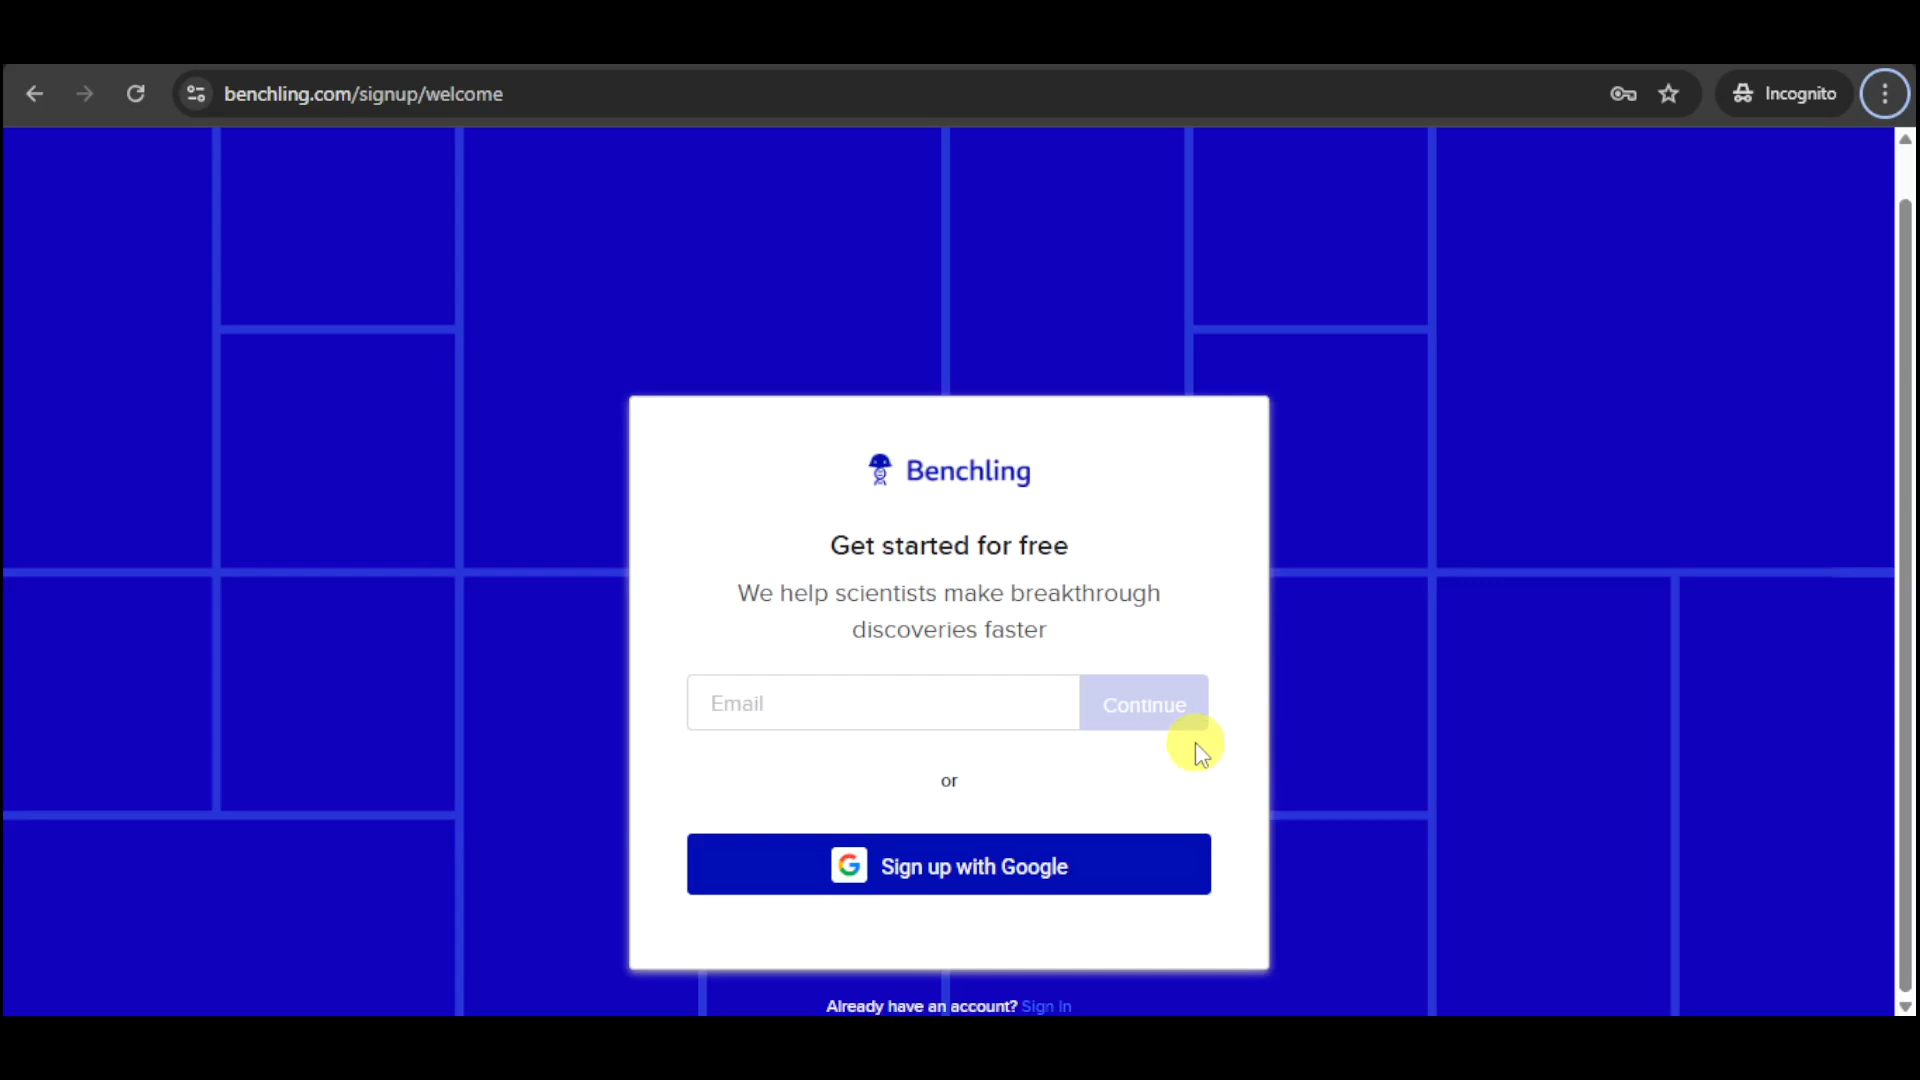 benchling.com/signup/welcome
Incognito
Benchling
Get started for free
We help scientists make breakthrough
discoveries faster
Email
Continue
or
Sign up with Google
Already have an account? Sign In